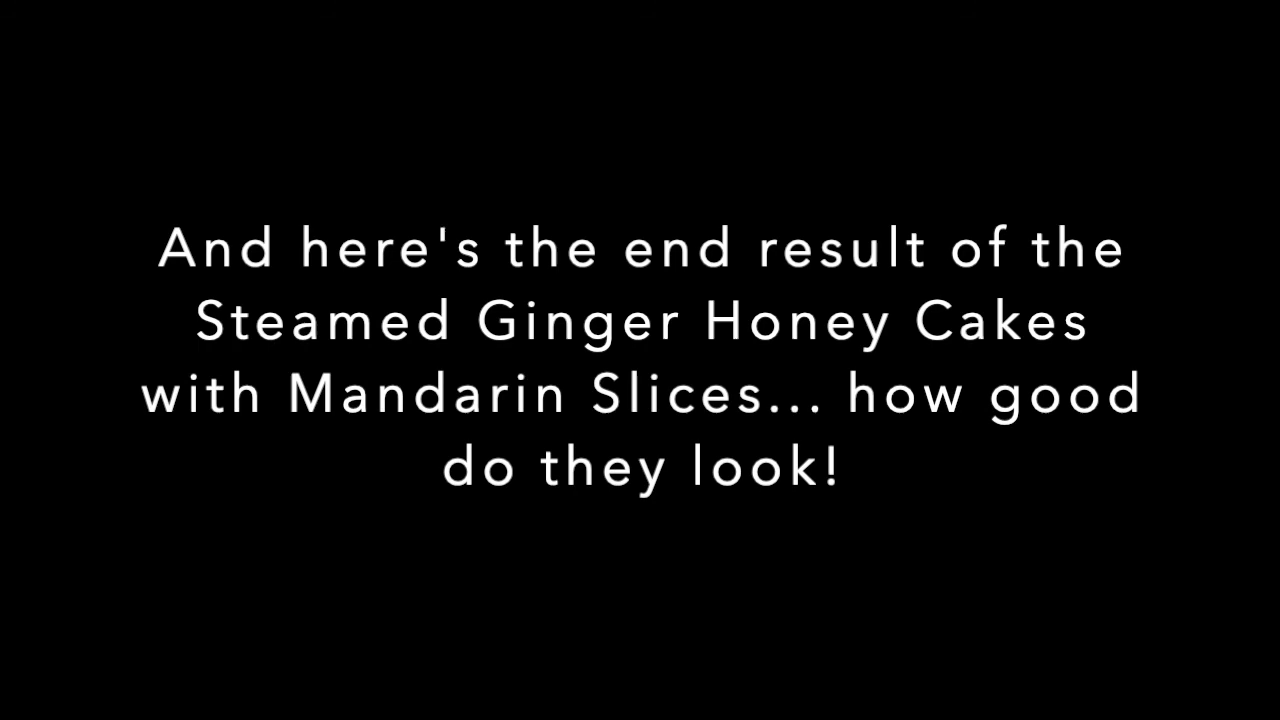 And here's the end result of the
Steamed Ginger Honey Cakes
with Mandarin Slices... how good
do they look!